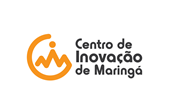 Centro de
Inovação
de Maringá